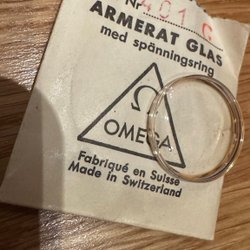 Nr 401 C
ARMERAT GLAS
med spänningsring
Ω
OMEGA
Fabriqué en Suisse
Made in Switzerland